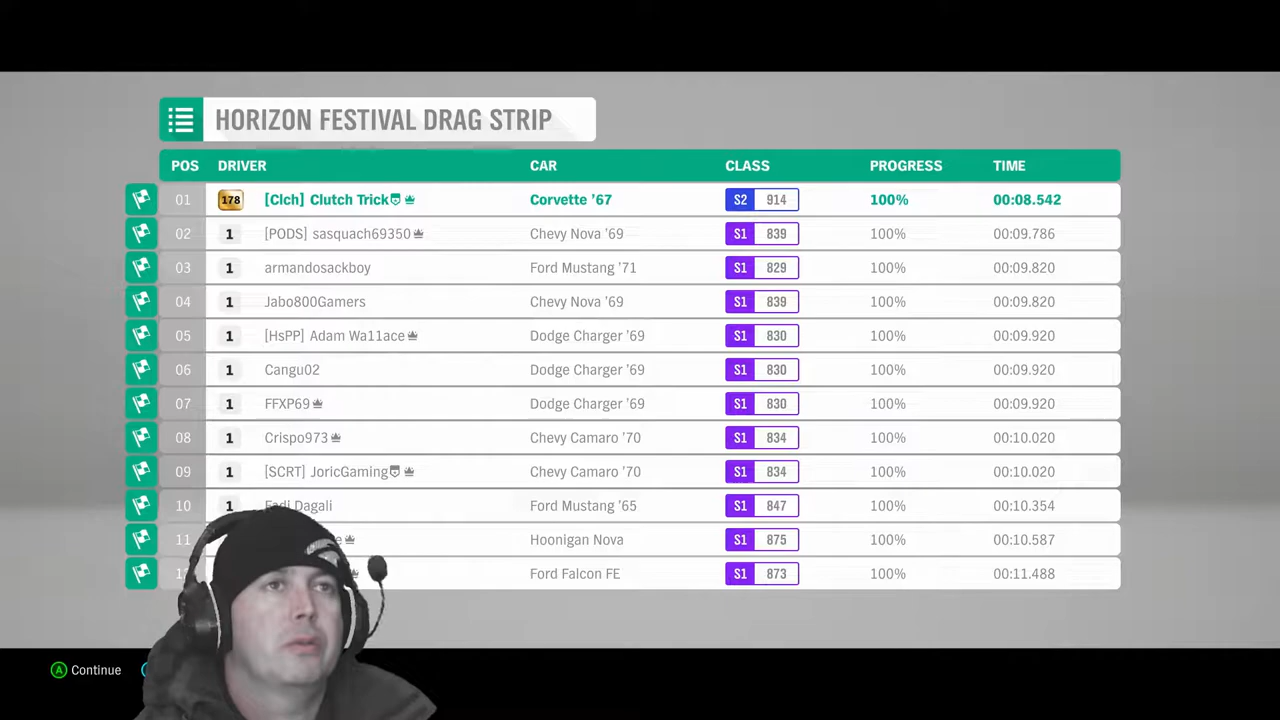 HORIZON FESTIVAL DRAG STRIP
POS DRIVER CAR CLASS PROGRESS TIME
01 178 [Clch] Clutch Trick Corvette '67 S2 914 100% 00:08.542
02 1 [PODS] sasquach69350 Chevy Nova '69 S1 839 100% 00:09.786
03 1 armandosackboy Ford Mustang '71 S1 829 100% 00:09.820
04 1 Jabo800Gamers Chevy Nova '69 S1 839 100% 00:09.820
05 1 [HsPP] Adam Wa11ace Dodge Charger '69 S1 830 100% 00:09.920
06 1 Cangu02 Dodge Charger '69 S1 830 100% 00:09.920
07 1 FFXP69 Dodge Charger '69 S1 830 100% 00:09.920
08 1 Crispo973 Chevy Camaro '70 S1 834 100% 00:10.020
09 1 [SCRT] JoricGaming Chevy Camaro '70 S1 834 100% 00:10.020
10 1 Fadi Dagali Ford Mustang '65 S1 847 100% 00:10.354
11 Hoonigan Nova S1 875 100% 00:10.587
Ford Falcon FE S1 873 100% 00:11.488
A Continue